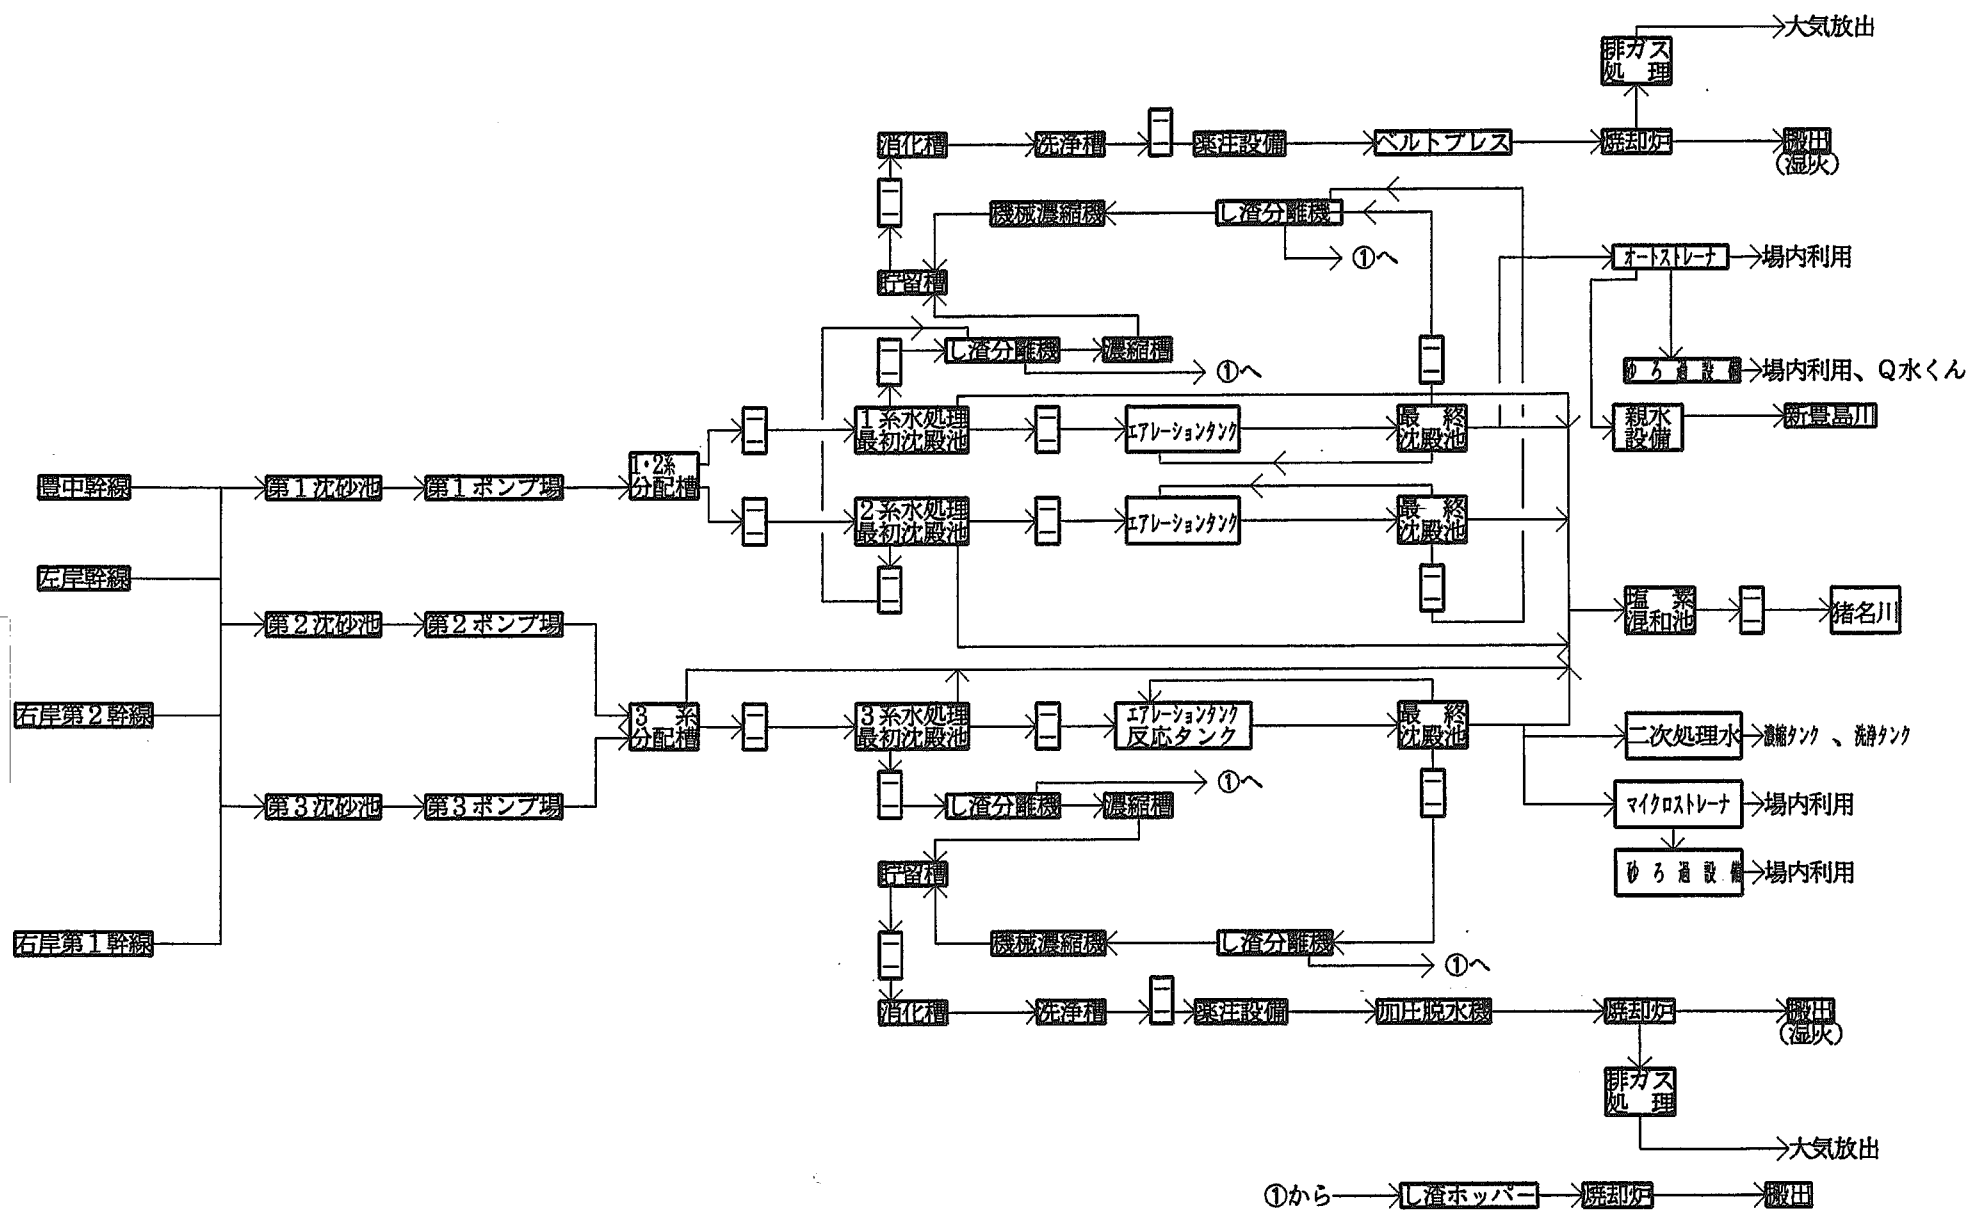 大気放出
排ガス
処　理
消化槽
洗浄槽
薬注設備
ベルトプレス
焼却炉
搬出
(湿灰)
機械濃縮機
し渣分離機
①へ
オートストレーナ
場内利用
貯留槽
し渣分離機
濃縮槽
①へ
砂ろ過設備
場内利用、Q水くん
1系水処理
最初沈殿池
エアレーションタンク
最　終
沈殿池
親水
設備
新豊島川
豊中幹線
第1沈砂池
第1ポンプ場
1・2系
分配槽
2系水処理
最初沈殿池
エアレーションタンク
最　終
沈殿池
左岸幹線
第2沈砂池
第2ポンプ場
塩　素
混和池
猪名川
右岸第2幹線
3　系
分配槽
3系水処理
最初沈殿池
エアレーションタンク
反応タンク
最　終
沈殿池
二次処理水
濃縮タンク 、洗浄タンク
第3沈砂池
第3ポンプ場
し渣分離機
濃縮槽
①へ
マイクロストレーナ
場内利用
貯留槽
砂ろ過設備
場内利用
右岸第1幹線
機械濃縮機
し渣分離機
①へ
消化槽
洗浄槽
薬注設備
加圧脱水機
焼却炉
搬出
(湿灰)
排ガス
処　理
大気放出
①から
し渣ホッパー
焼却炉
搬出